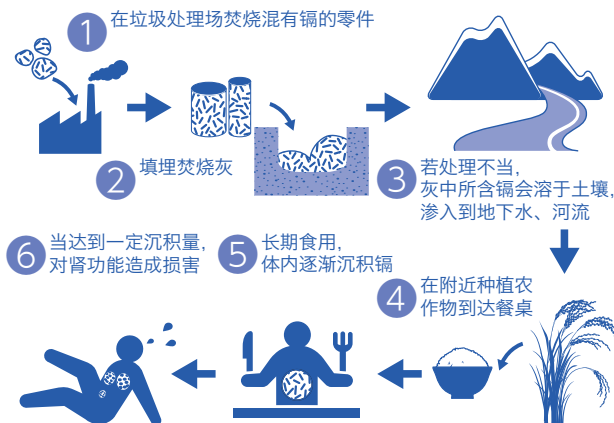 1 在垃圾处理场焚烧混有镉的零件
2 填埋焚烧灰
3 若处理不当,
灰中所含镉会溶于土壤,
渗入到地下水、河流
4 在附近种植农
作物到达餐桌
5 长期食用,
体内逐渐沉积镉
6 当达到一定沉积量,
对肾功能造成损害